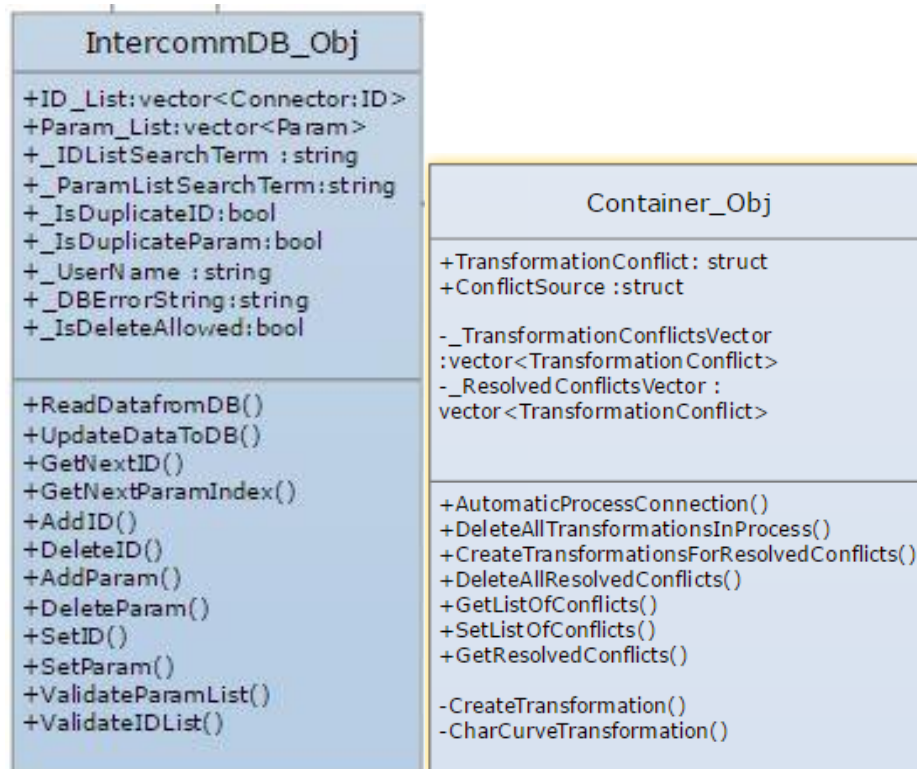 IntercommDB_Obj
+ID_List:vector<Connector:ID>
+Param_List:vector<Param>
+_IDListSearchTerm :string
+_ParamListSearchTerm:string
+_IsDuplicateID:bool
+_IsDuplicateParam:bool
+_UserName :string
+_DBErrorString:string
+_IsDeleteAllowed:bool
+ReadDatafromDB()
+UpdateDataToDB()
+GetNextID()
+GetNextParamIndex()
+AddID()
+DeleteID()
+AddParam()
+DeleteParam()
+SetID()
+SetParam()
+ValidateParamList()
+ValidateIDList()
Container_Obj
+TransformationConflict: struct
+ConflictSource :struct
-_TransformationConflictsVector
:vector<TransformationConflict>
-_ResolvedConflictsVector :
vector<TransformationConflict>
+AutomaticProcessConnection()
+DeleteAllTransformationsInProcess()
+CreateTransformationsForResolvedConflicts()
+DeleteAllResolvedConflicts()
+GetListOfConflicts()
+SetListOfConflicts()
+GetResolvedConflicts()
-CreateTransformation()
-CharCurveTransformation()